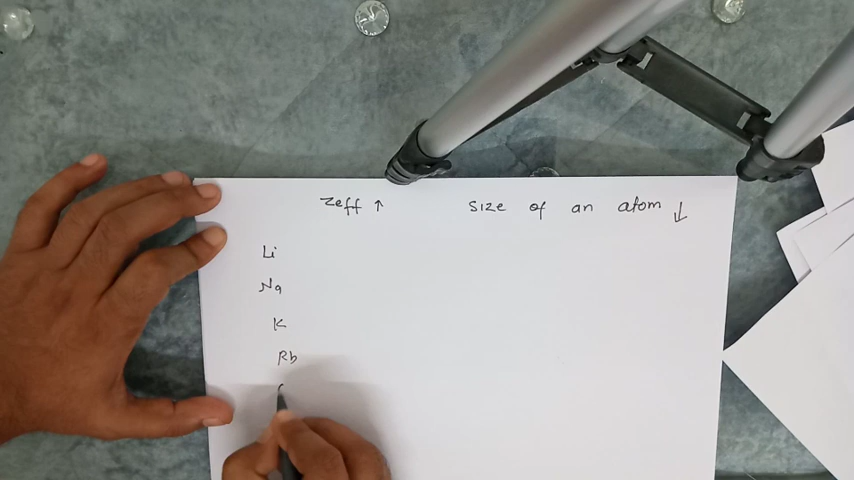 Zeff ↑ size of an atom ↓
Li
Na
K
Rb